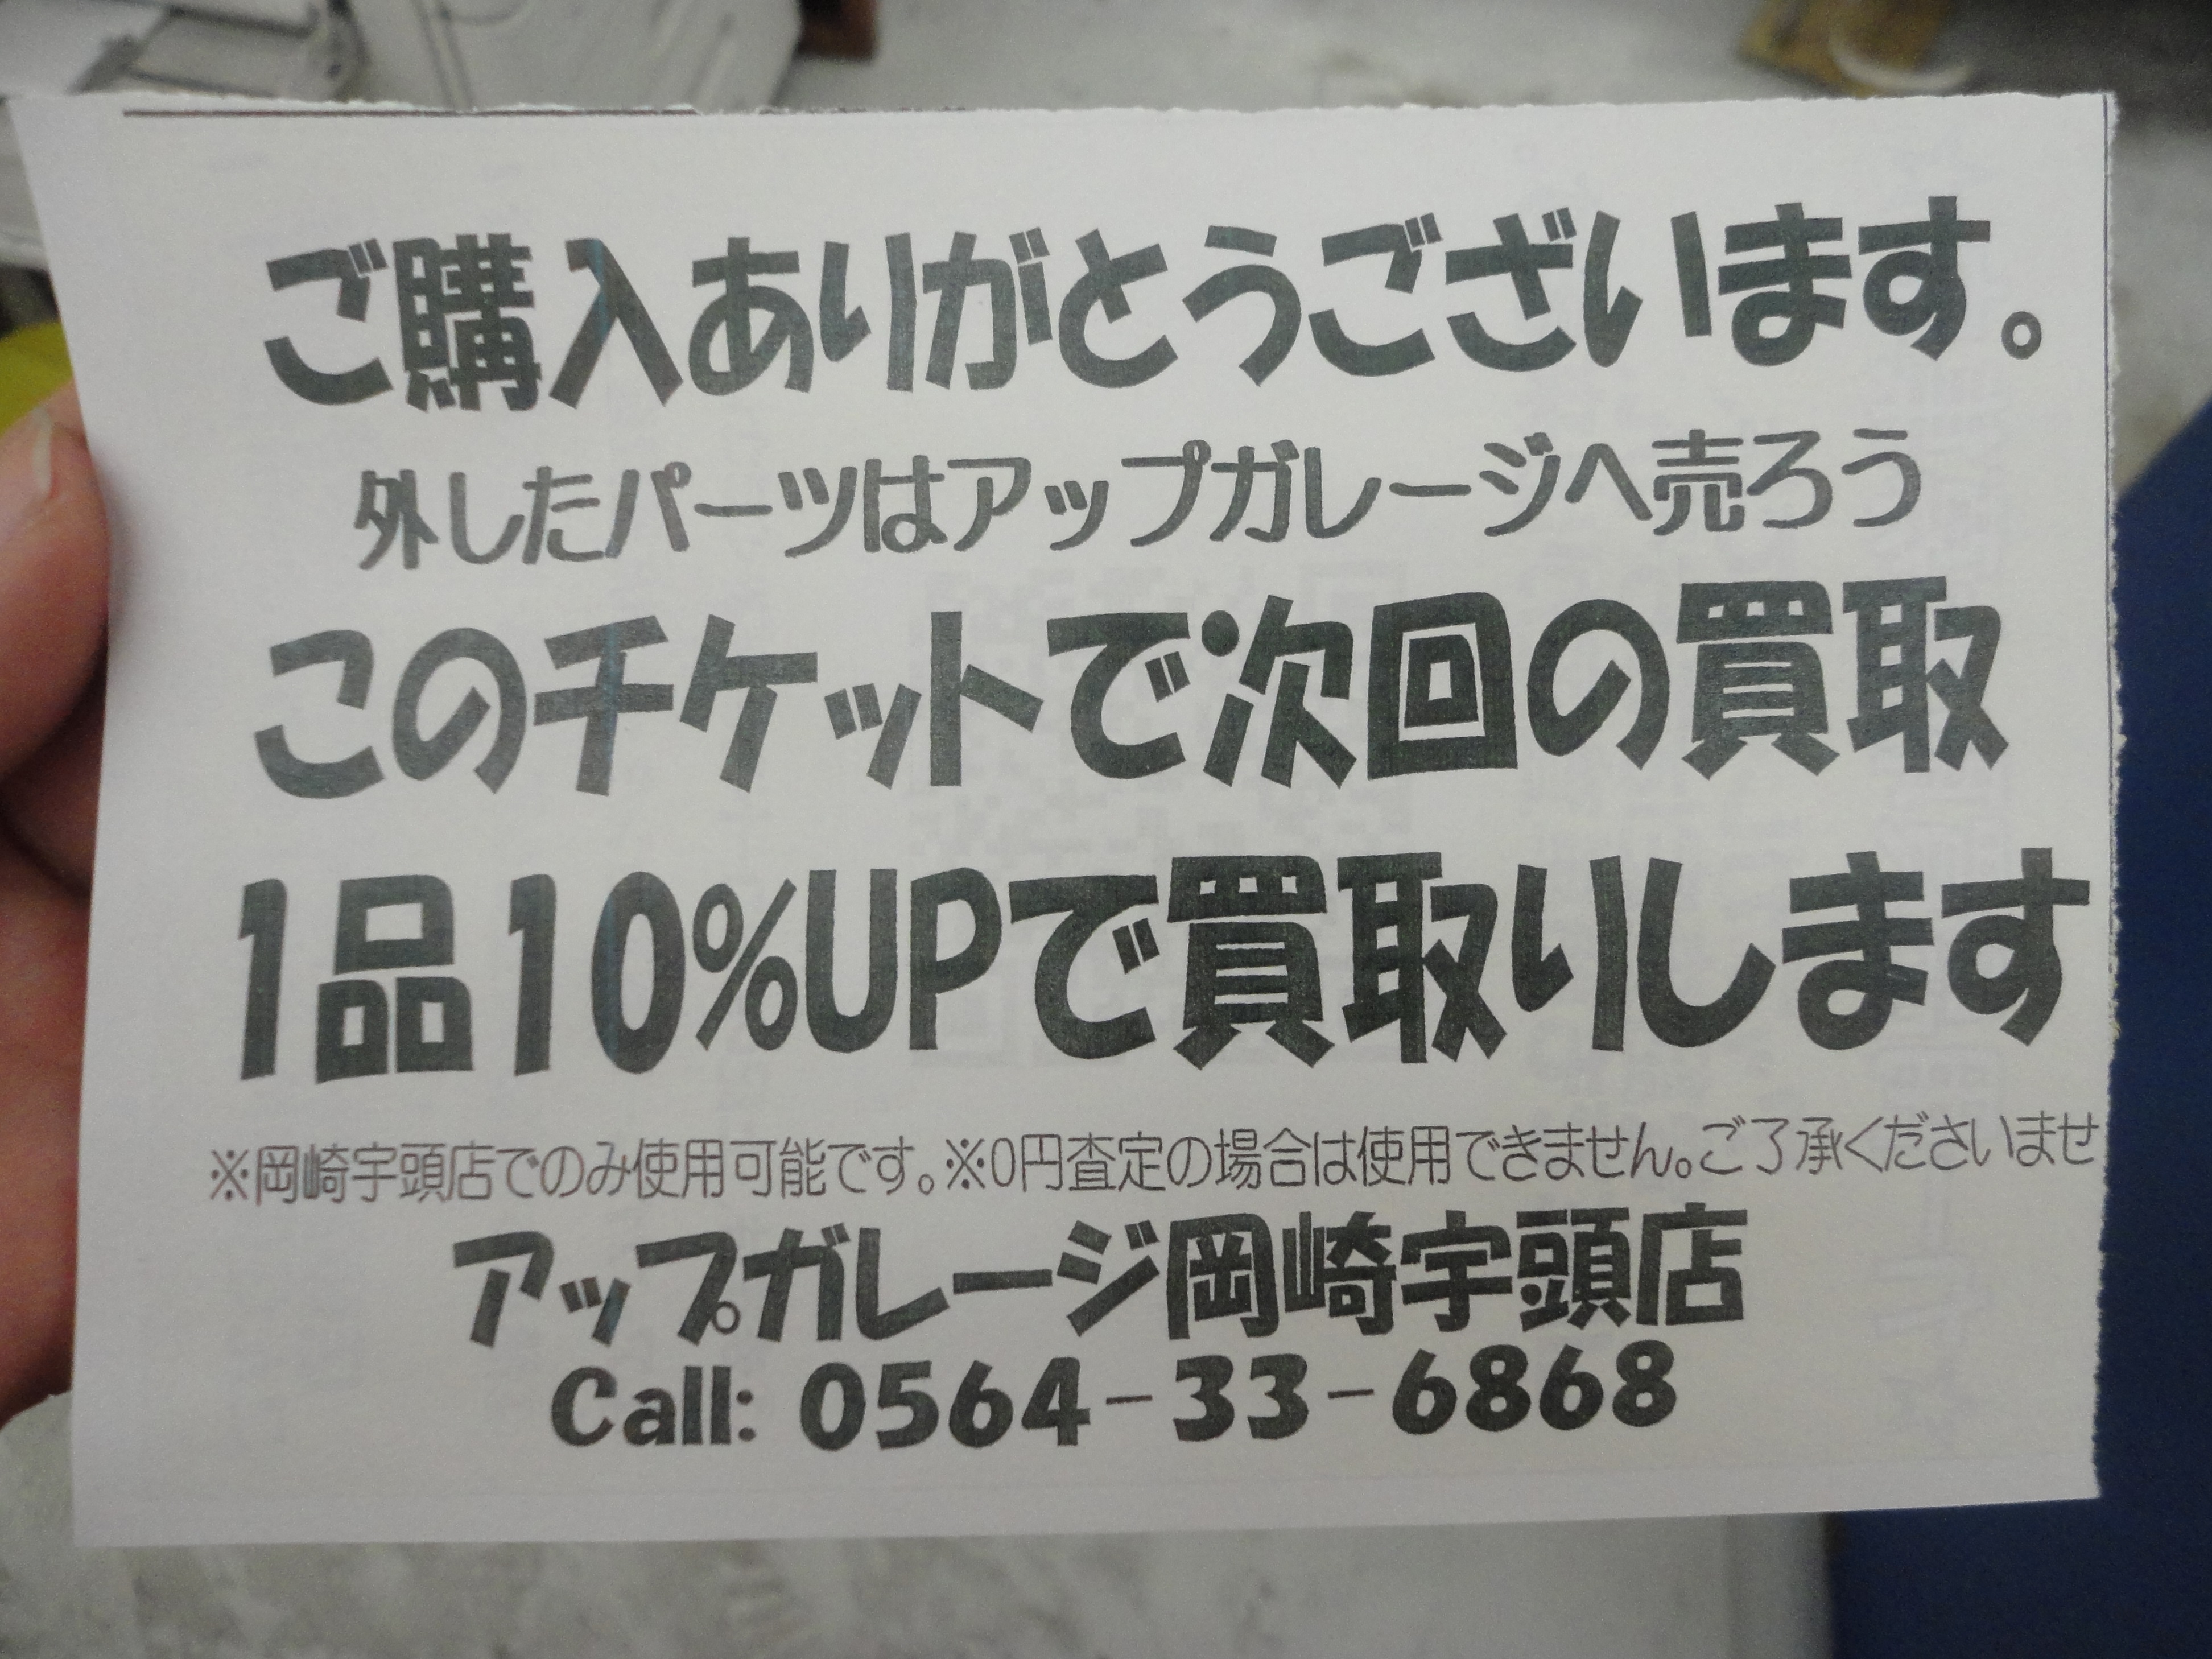 ご購入ありがとうございます。
外したパーツはアップガレージへ売ろう
このチケットで次回の買取
1品10%UPで買取りします
※岡崎宇頭店でのみ使用可能です。※0円査定の場合は使用できません。ご了承くださいませ
アップガレージ岡崎宇頭店
Call: 0564-33-6868